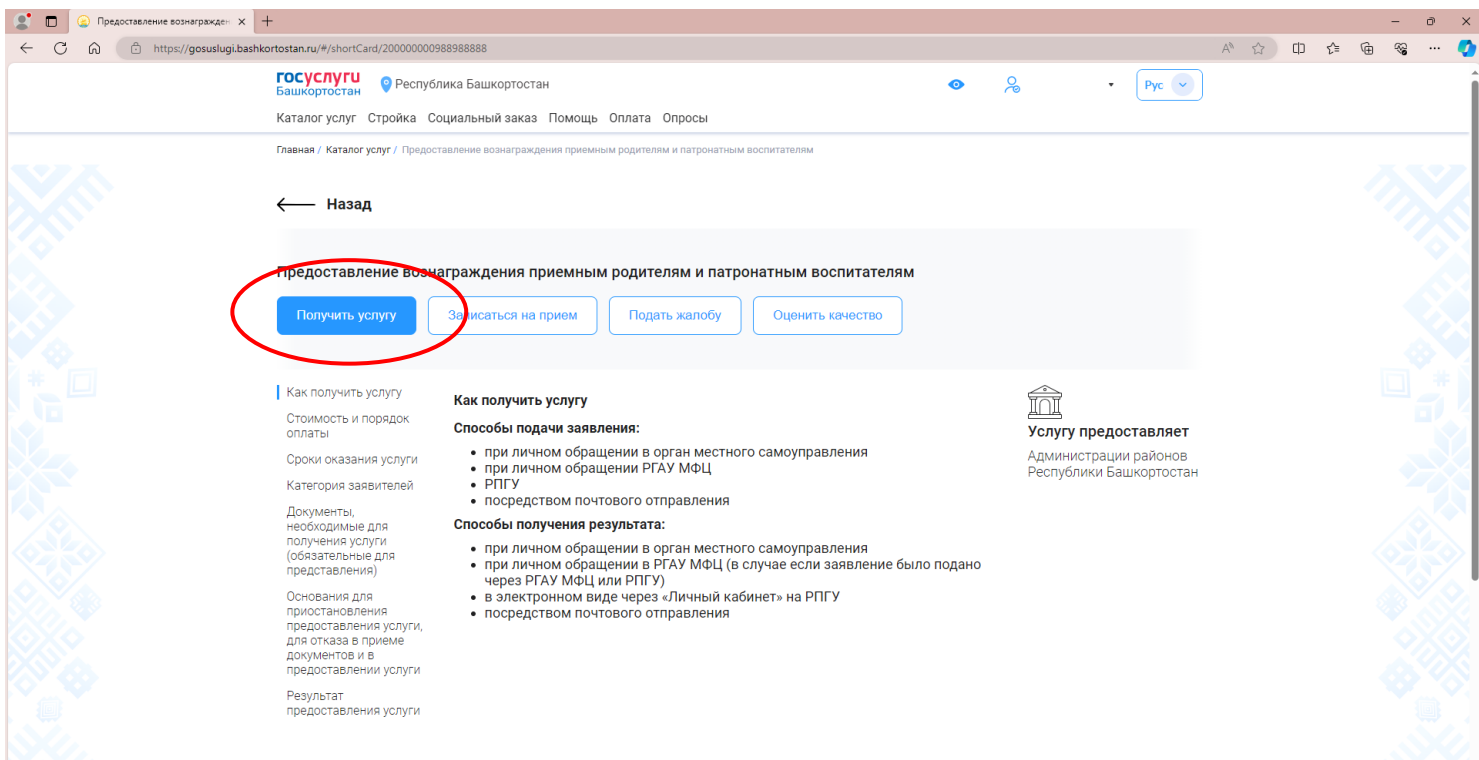 Предоставление вознагражден
https://gosuslugi.bashkortostan.ru/#/shortCard/200000000988988888
госуслуги
Башкортостан
Республика Башкортостан
Рус
Каталог услуг Стройка Социальный заказ Помощь Оплата Опросы
Главная / Каталог услуг / Предоставление вознаграждения приемным родителям и патронатным воспитателям
Назад
Предоставление вознаграждения приемным родителям и патронатным воспитателям
Получить услугу Записаться на прием Подать жалобу Оценить качество
Как получить услугу
Стоимость и порядок
оплаты
Сроки оказания услуги
Категория заявителей
Документы,
необходимые для
получения услуги
(обязательные для
представления)
Основания для
приостановления
предоставления услуги,
для отказа в приеме
документов и в
предоставлении услуги
Результат
предоставления услуги
Как получить услугу
Способы подачи заявления:
• при личном обращении в орган местного самоуправления
• при личном обращении РГАУ МФЦ
• РПГУ
• посредством почтового отправления
Способы получения результата:
• при личном обращении в орган местного самоуправления
• при личном обращении в РГАУ МФЦ (в случае если заявление было подано
через РГАУ МФЦ или РПГУ)
• в электронном виде через «Личный кабинет» на РПГУ
• посредством почтового отправления
Услугу предоставляет
Администрации районов
Республики Башкортостан